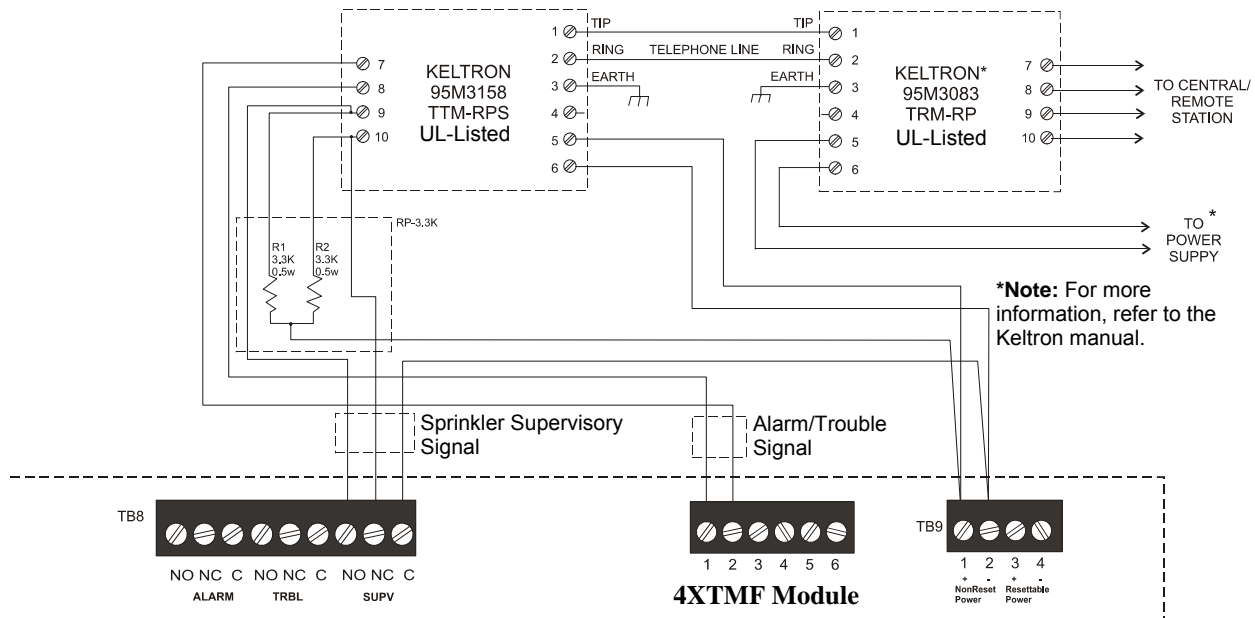 TIP
TIP
1
1
RING
TELEPHONE LINE
RING
2
2
7
7
KELTRON
95M3158
TTM-RPS
UL-Listed
KELTRON*
95M3083
TRM-RP
UL-Listed
8
EARTH
3
EARTH
3
8
TO CENTRAL/
REMOTE
STATION
9
4
4
9
10
5
5
10
6
6
RP-3.3K
R1
3.3K
0.5w
R2
3.3K
0.5w
TO *
POWER
SUPPY
*Note: For more
information, refer to the
Keltron manual.
Sprinkler Supervisory
Signal
Alarm/Trouble
Signal
TB8
NO NC C NO NC C NO NC C
ALARM TRBL SUPV
1 2 3 4 5 6
4XTMF Module
TB9
1 2 3 4
+ - + -
NonReset
Power
Resettable
Power